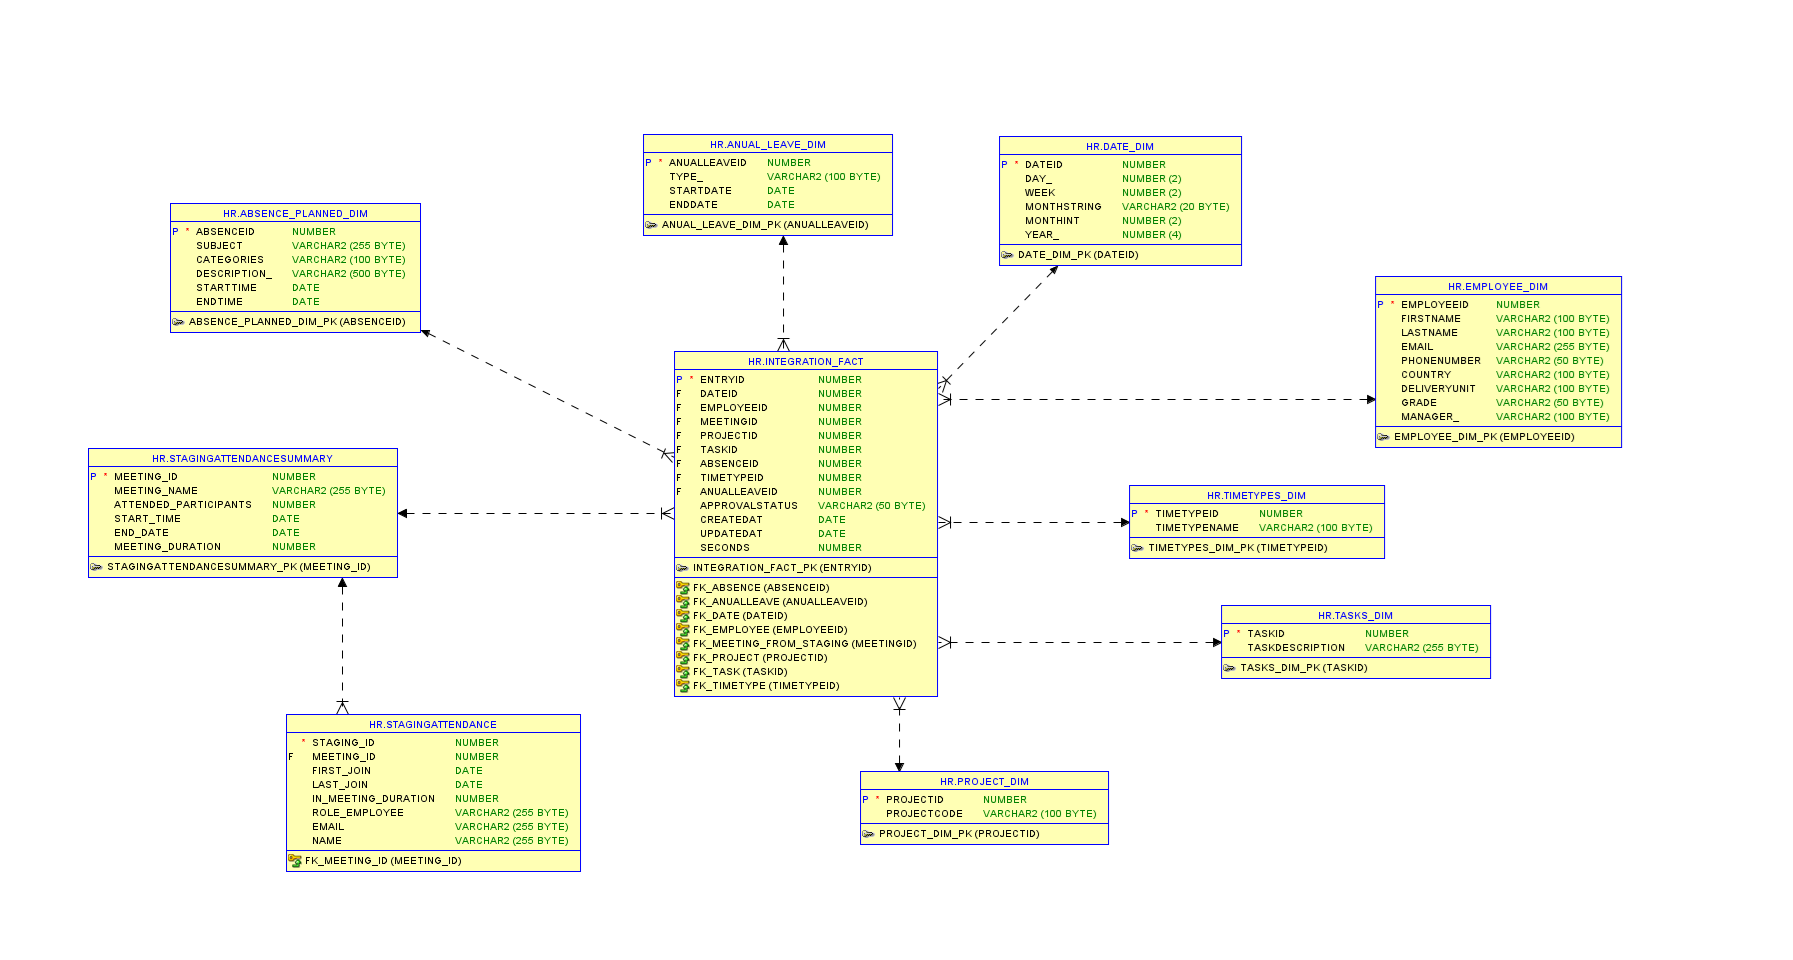 HR.ANUAL_LEAVE_DIM
P * ANUALLEAVEID NUMBER
TYPE_ VARCHAR2 (100 BYTE)
STARTDATE DATE
ENDDATE DATE
ANUAL_LEAVE_DIM_PK (ANUALLEAVEID)
HR.DATE_DIM
P * DATEID NUMBER
DAY_ NUMBER (2)
WEEK NUMBER (2)
MONTHSTRING VARCHAR2 (20 BYTE)
MONTHINT NUMBER (2)
YEAR_ NUMBER (4)
DATE_DIM_PK (DATEID)
HR.ABSENCE_PLANNED_DIM
P * ABSENCEID NUMBER
SUBJECT VARCHAR2 (255 BYTE)
CATEGORIES VARCHAR2 (100 BYTE)
DESCRIPTION_ VARCHAR2 (500 BYTE)
STARTTIME DATE
ENDTIME DATE
ABSENCE_PLANNED_DIM_PK (ABSENCEID)
HR.EMPLOYEE_DIM
P * EMPLOYEEID NUMBER
FIRSTNAME VARCHAR2 (100 BYTE)
LASTNAME VARCHAR2 (100 BYTE)
EMAIL VARCHAR2 (255 BYTE)
PHONENUMBER VARCHAR2 (50 BYTE)
COUNTRY VARCHAR2 (100 BYTE)
DELIVERYUNIT VARCHAR2 (100 BYTE)
GRADE VARCHAR2 (50 BYTE)
MANAGER_ VARCHAR2 (100 BYTE)
EMPLOYEE_DIM_PK (EMPLOYEEID)
HR.INTEGRATION_FACT
P * ENTRYID NUMBER
F DATEID NUMBER
F EMPLOYEEID NUMBER
F MEETINGID NUMBER
F PROJECTID NUMBER
F TASKID NUMBER
F ABSENCEID NUMBER
F TIMETYPEID NUMBER
F ANUALLEAVEID NUMBER
APPROVALSTATUS VARCHAR2 (50 BYTE)
CREATEDAT DATE
UPDATEDAT DATE
SECONDS NUMBER
INTEGRATION_FACT_PK (ENTRYID)
FK_ABSENCE (ABSENCEID)
FK_ANUALLEAVE (ANUALLEAVEID)
FK_DATE (DATEID)
FK_EMPLOYEE (EMPLOYEEID)
FK_MEETING_FROM_STAGING (MEETINGID)
FK_PROJECT (PROJECTID)
FK_TASK (TASKID)
FK_TIMETYPE (TIMETYPEID)
HR.STAGINGATTENDANCESUMMARY
P * MEETING_ID NUMBER
MEETING_NAME VARCHAR2 (255 BYTE)
ATTENDED_PARTICIPANTS NUMBER
START_TIME DATE
END_DATE DATE
MEETING_DURATION NUMBER
STAGINGATTENDANCESUMMARY_PK (MEETING_ID)
HR.TIMETYPES_DIM
P * TIMETYPEID NUMBER
TIMETYPENAME VARCHAR2 (100 BYTE)
TIMETYPES_DIM_PK (TIMETYPEID)
HR.TASKS_DIM
P * TASKID NUMBER
TASKDESCRIPTION VARCHAR2 (255 BYTE)
TASKS_DIM_PK (TASKID)
HR.STAGINGATTENDANCE
* STAGING_ID NUMBER
F MEETING_ID NUMBER
FIRST_JOIN DATE
LAST_JOIN DATE
IN_MEETING_DURATION NUMBER
ROLE_EMPLOYEE VARCHAR2 (255 BYTE)
EMAIL VARCHAR2 (255 BYTE)
NAME VARCHAR2 (255 BYTE)
FK_MEETING_ID (MEETING_ID)
HR.PROJECT_DIM
P * PROJECTID NUMBER
PROJECTCODE VARCHAR2 (100 BYTE)
PROJECT_DIM_PK (PROJECTID)